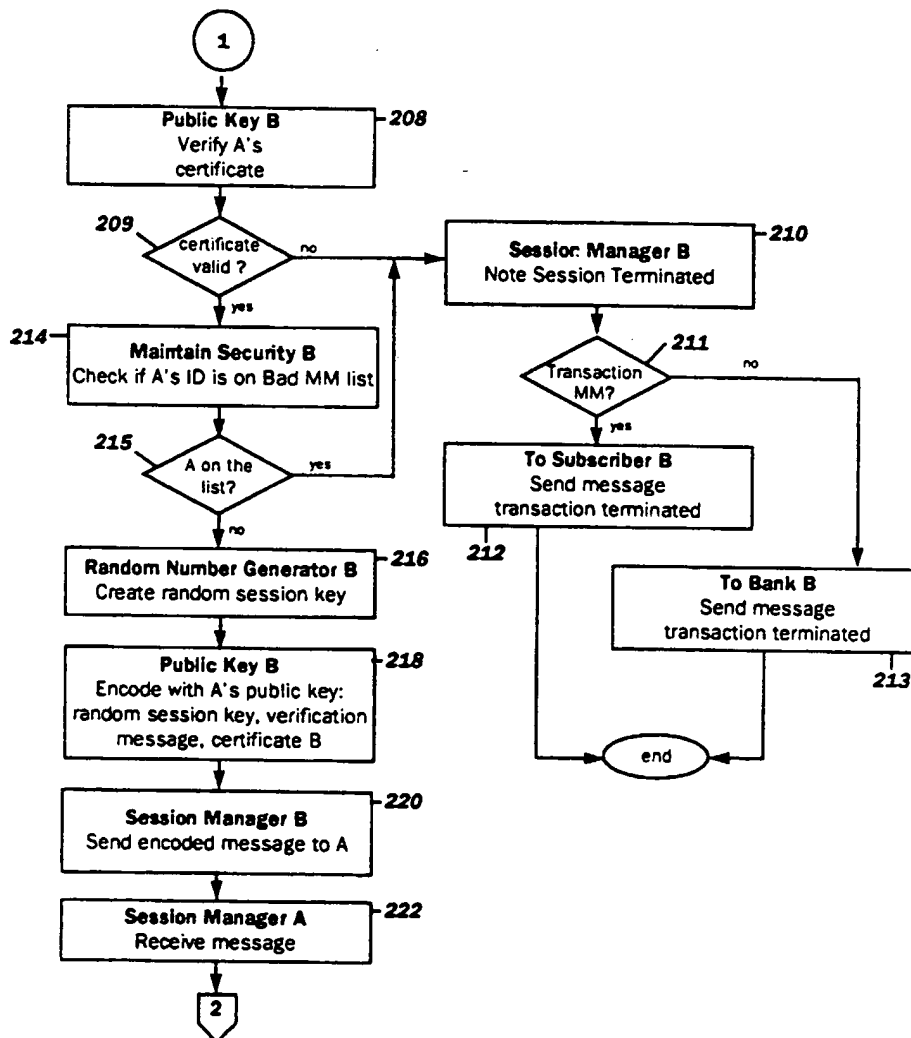 1
Public Key B
208
Verify A's
certificate
209
certificate
valid ?
no
yes
Session Manager B
210
Note Session Terminated
214
Maintain Security B
Check if A's ID is on Bad MM list
Transaction
MM?
211
no
yes
215
A on the
list?
yes
no
To Subscriber B
Send message
transaction terminated
212
Random Number Generator B
216
Create random session key
To Bank B
Send message
transaction terminated
213
Public Key B
218
Encode with A's public key:
random session key, verification
message, certificate B
end
Session Manager B
220
Send encoded message to A
Session Manager A
222
Receive message
2